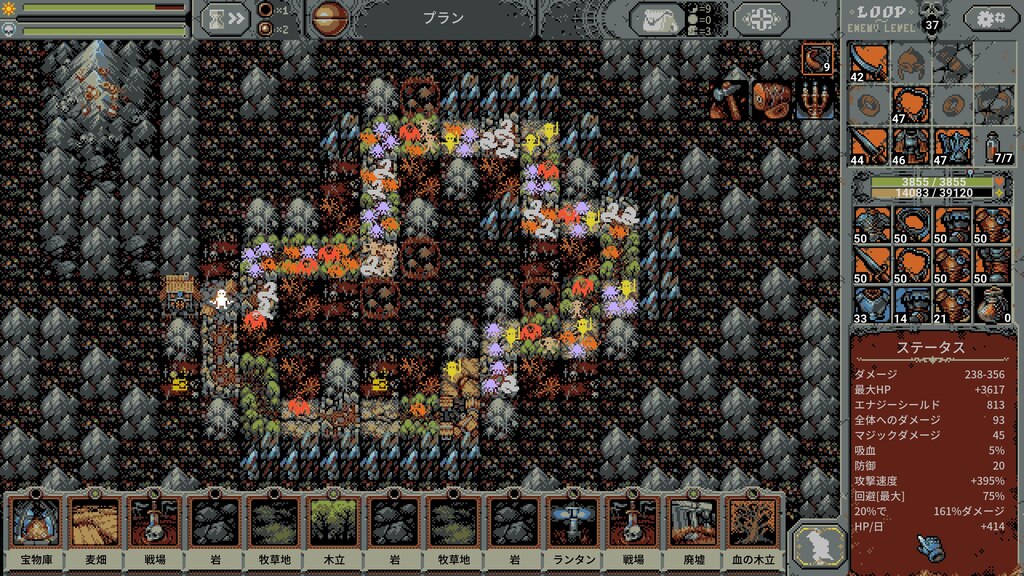 ×1
×2
プラン
=9
=0
=3
LOOP
ENEMY LEVEL
37
9
42
47
44
46
47
7/7
3855 / 3855
14083 / 39120
50
50
50
50
50
50
50
50
33
14
21
0
ステータス
ダメージ 238-356
最大HP +3617
エナジーシールド 813
全体へのダメージ 93
マジックダメージ 45
吸血 5%
防御 20
攻撃速度 +395%
回避[最大] 75%
20%で 161%ダメージ
HP/日 +414
宝物庫
麦畑
戦場
岩
牧草地
木立
岩
牧草地
岩
ランタン
戦場
廃墟
血の木立